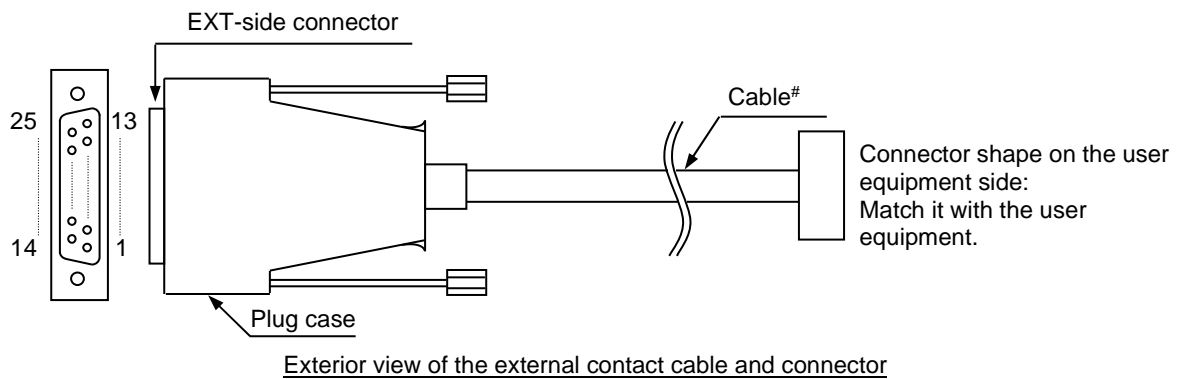 EXT-side connector
25
13
14
1
Cable#
Connector shape on the user
equipment side:
Match it with the user
equipment.
Plug case
Exterior view of the external contact cable and connector